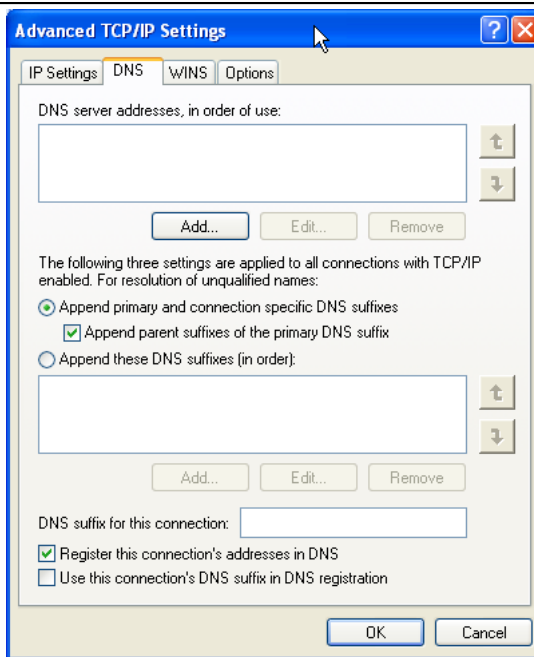 Advanced TCP/IP Settings
IP Settings DNS WINS Options
DNS server addresses, in order of use:
Add... Edit... Remove
The following three settings are applied to all connections with TCP/IP
enabled. For resolution of unqualified names:
Append primary and connection specific DNS suffixes
Append parent suffixes of the primary DNS suffix
Append these DNS suffixes (in order):
Add... Edit... Remove
DNS suffix for this connection:
Register this connection's addresses in DNS
Use this connection's DNS suffix in DNS registration
OK Cancel